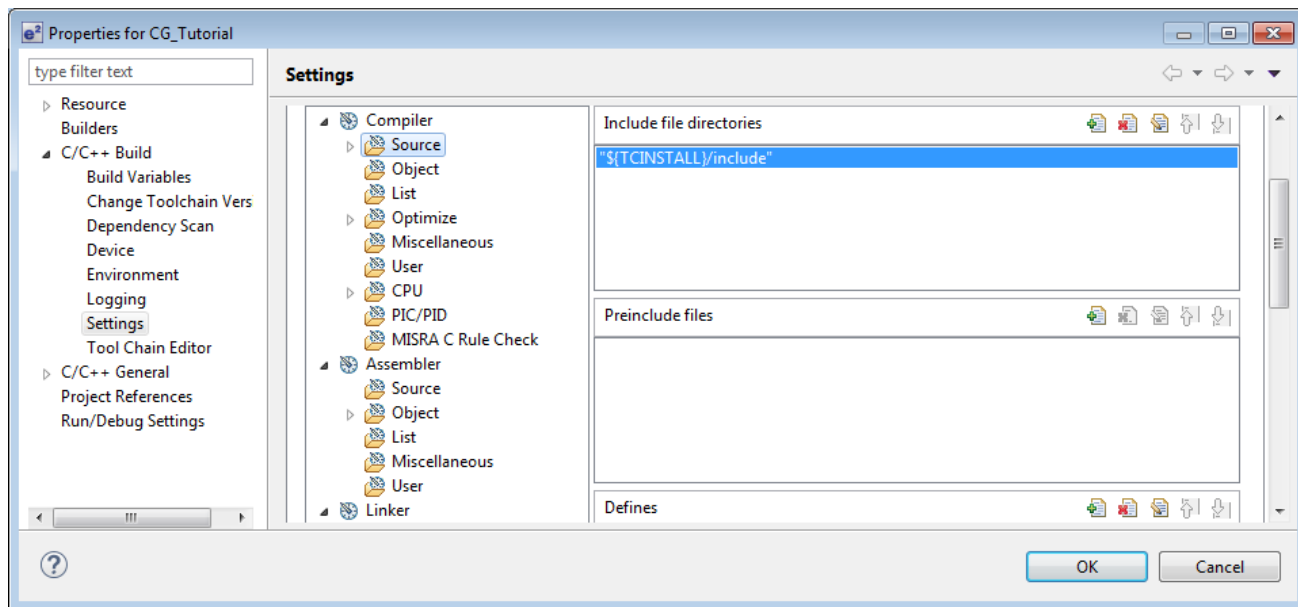 e² Properties for CG_Tutorial
type filter text
Resource
Builders
C/C++ Build
Build Variables
Change Toolchain Vers
Dependency Scan
Device
Environment
Logging
Settings
Tool Chain Editor
C/C++ General
Project References
Run/Debug Settings
Settings
Compiler
Source
Object
List
Optimize
Miscellaneous
User
CPU
PIC/PID
MISRA C Rule Check
Assembler
Source
Object
List
Miscellaneous
User
Linker
Include file directories
"${TCINSTALL}/include"
Preinclude files
Defines
OK
Cancel